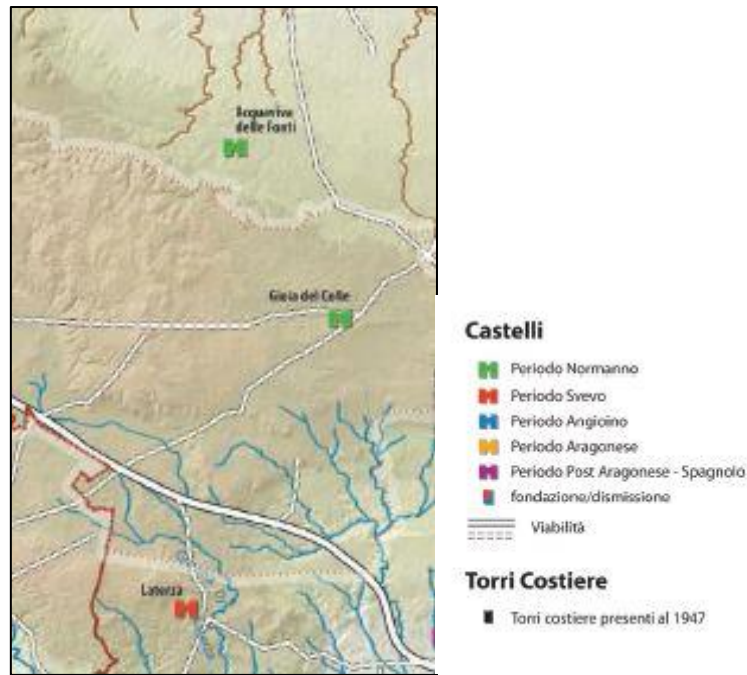 Acquaviva
delle Fonti
Gioia del Colle
Laterza
Castelli
Periodo Normanno
Periodo Svevo
Periodo Angioino
Periodo Aragonese
Periodo Post Aragonese - Spagnolo
fondazione/dismissione
Viabilità
Torri Costiere
Torri costiere presenti al 1947